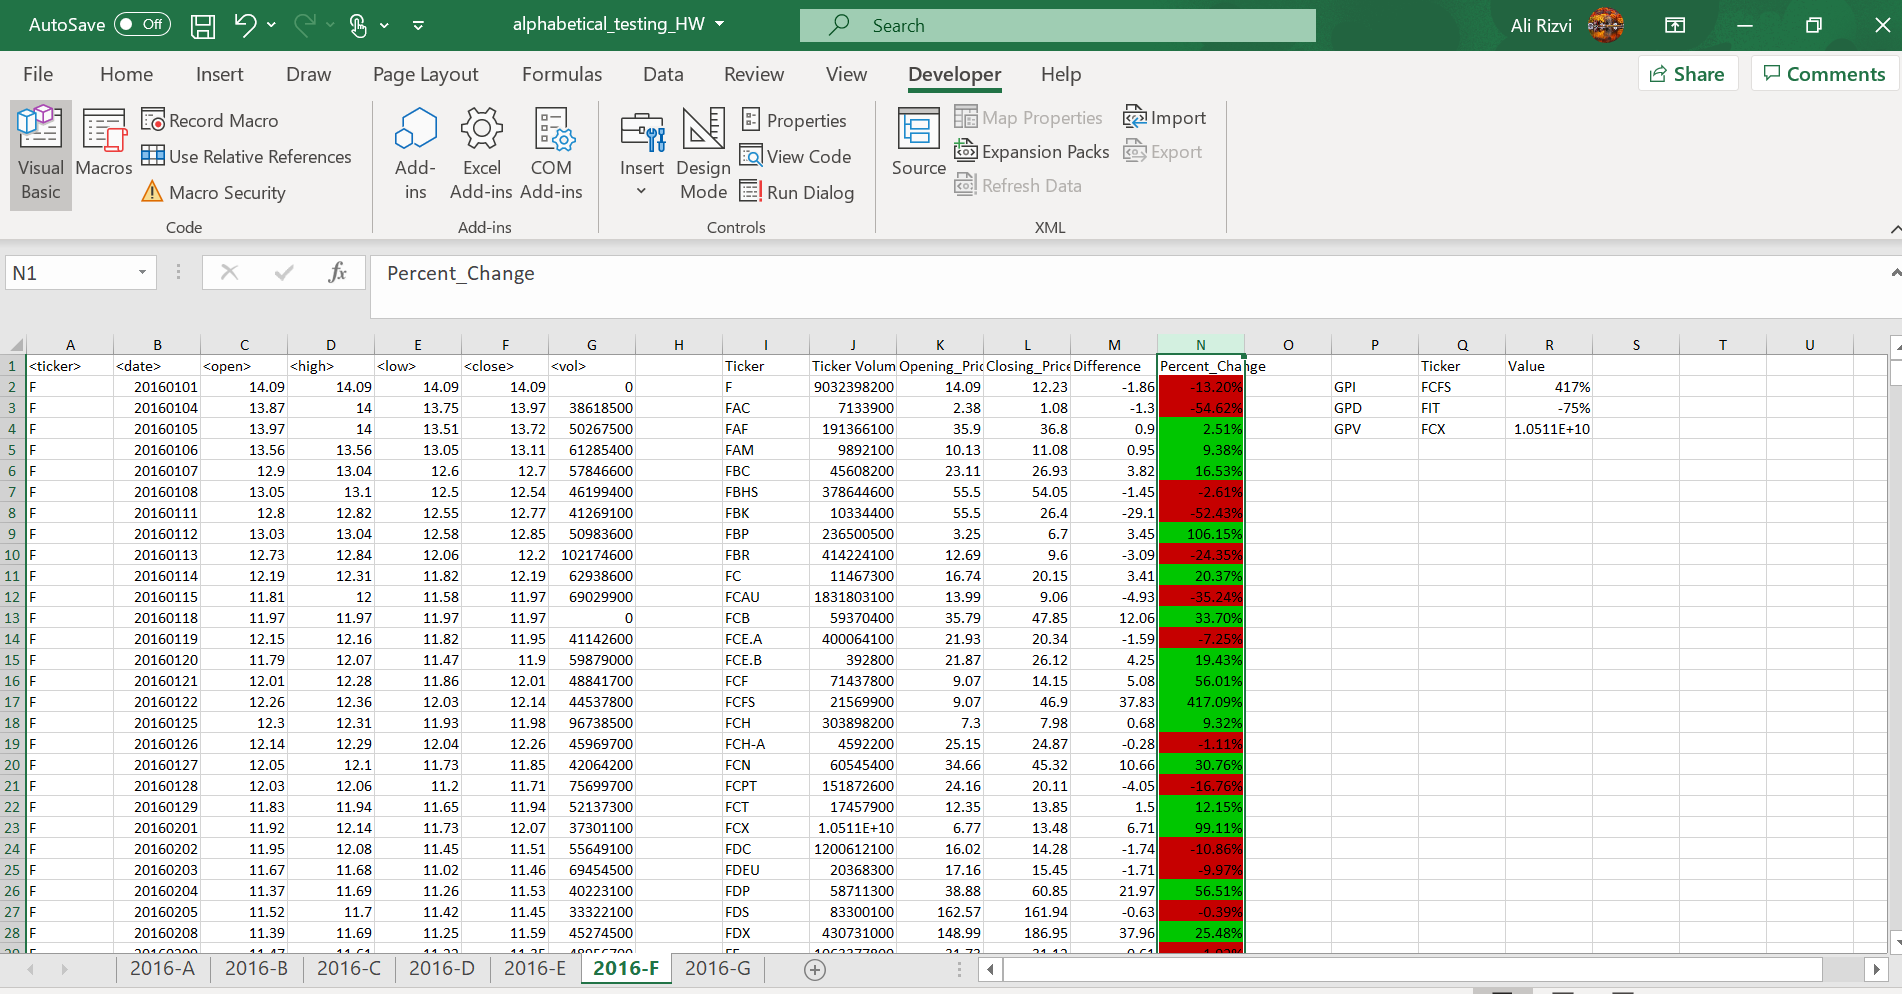 AutoSave Off alphabetical_testing_HW Search Ali Rizvi
File Home Insert Draw Page Layout Formulas Data Review View Developer Help Share Comments
Visual Basic Macros Record Macro Use Relative References Macro Security
Code
Add-ins Excel Add-ins COM Add-ins
Add-ins
Insert Design Mode Properties View Code Run Dialog
Controls
Source Map Properties Expansion Packs Refresh Data Import Export
XML
N1 fx Percent_Change
A B C D E F G H I J K L M N O P Q R S T U
1 <ticker> <date> <open> <high> <low> <close> <vol> Ticker Ticker Volum Opening_Pric Closing_Price Difference Percent_Change Ticker Value
2 F 20160101 14.09 14.09 14.09 14.09 0 F 9032398200 14.09 12.23 -1.86 -13.20% GPI FCFS 417%
3 F 20160104 13.87 14 13.75 13.97 38618500 FAC 7133900 2.38 1.08 -1.3 -54.62% GPD FIT -75%
4 F 20160105 13.97 14 13.51 13.72 50267500 FAF 191366100 35.9 36.8 0.9 2.51% GPV FCX 1.0511E+10
5 F 20160106 13.56 13.56 13.05 13.11 61285400 FAM 9892100 10.13 11.08 0.95 9.38%
6 F 20160107 12.9 13.04 12.6 12.7 57846600 FBC 45608200 23.11 26.93 3.82 16.53%
7 F 20160108 13.05 13.1 12.5 12.54 46199400 FBHS 378644600 55.5 54.05 -1.45 -2.61%
8 F 20160111 12.8 12.82 12.55 12.77 41269100 FBK 10334400 55.5 26.4 -29.1 -52.43%
9 F 20160112 13.03 13.04 12.58 12.85 50983600 FBP 236500500 3.25 6.7 3.45 106.15%
10 F 20160113 12.73 12.84 12.06 12.2 102174600 FBR 414224100 12.69 9.6 -3.09 -24.35%
11 F 20160114 12.19 12.31 11.82 12.19 62938600 FC 11467300 16.74 20.15 3.41 20.37%
12 F 20160115 11.81 12 11.58 11.97 69029900 FCAU 1831803100 13.99 9.06 -4.93 -35.24%
13 F 20160118 11.97 11.97 11.97 11.97 0 FCB 59370400 35.79 47.85 12.06 33.70%
14 F 20160119 12.15 12.16 11.82 11.95 41142600 FCE.A 400064100 21.93 20.34 -1.59 -7.25%
15 F 20160120 11.79 12.07 11.47 11.9 59879000 FCE.B 392800 21.87 26.12 4.25 19.43%
16 F 20160121 12.01 12.28 11.86 12.01 48841700 FCF 71437800 9.07 14.15 5.08 56.01%
17 F 20160122 12.26 12.36 12.03 12.14 44537800 FCFS 21569900 9.07 46.9 37.83 417.09%
18 F 20160125 12.3 12.31 11.93 11.98 96738500 FCH 303898200 7.3 7.98 0.68 9.32%
19 F 20160126 12.14 12.29 12.04 12.26 45969700 FCH-A 4592200 25.15 24.87 -0.28 -1.11%
20 F 20160127 12.05 12.1 11.73 11.85 42064200 FCN 60545400 34.66 45.32 10.66 30.76%
21 F 20160128 12.03 12.06 11.2 11.71 75699700 FCPT 151872600 24.16 20.11 -4.05 -16.76%
22 F 20160129 11.83 11.94 11.65 11.94 52137300 FCT 17457900 12.35 13.85 1.5 12.15%
23 F 20160201 11.92 12.14 11.73 12.07 37301100 FCX 1.0511E+10 6.77 13.48 6.71 99.11%
24 F 20160202 11.95 12.08 11.45 11.51 55649100 FDC 1200612100 16.02 14.28 -1.74 -10.86%
25 F 20160203 11.67 11.68 11.02 11.46 69454500 FDEU 20368300 17.16 15.45 -1.71 -9.97%
26 F 20160204 11.37 11.69 11.26 11.53 40223100 FDP 58711300 38.88 60.85 21.97 56.51%
27 F 20160205 11.52 11.7 11.42 11.45 33322100 FDS 83300100 162.57 161.94 -0.63 -0.39%
28 F 20160208 11.39 11.69 11.25 11.59 45274500 FDX 430731000 148.99 186.95 37.96 25.48%
2016-A 2016-B 2016-C 2016-D 2016-E 2016-F 2016-G